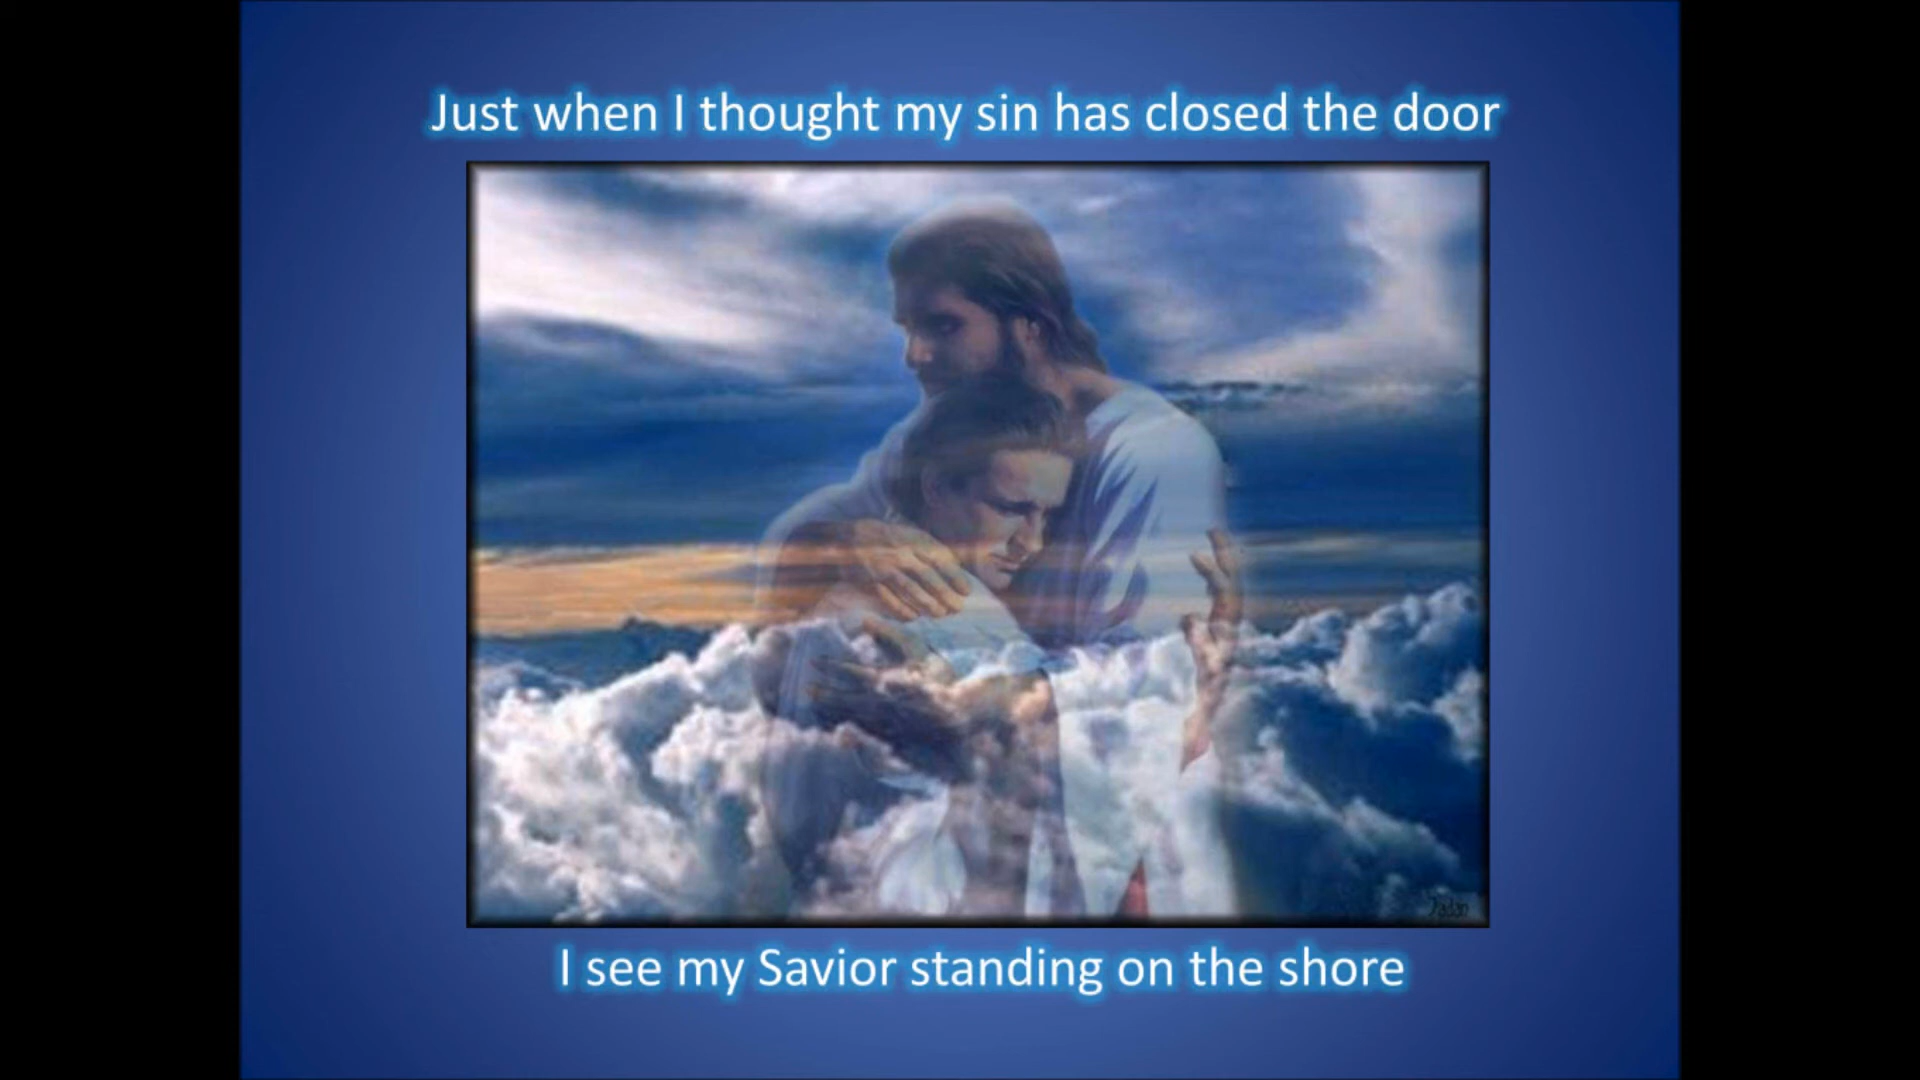 Just when I thought my sin has closed the door
I see my Savior standing on the shore